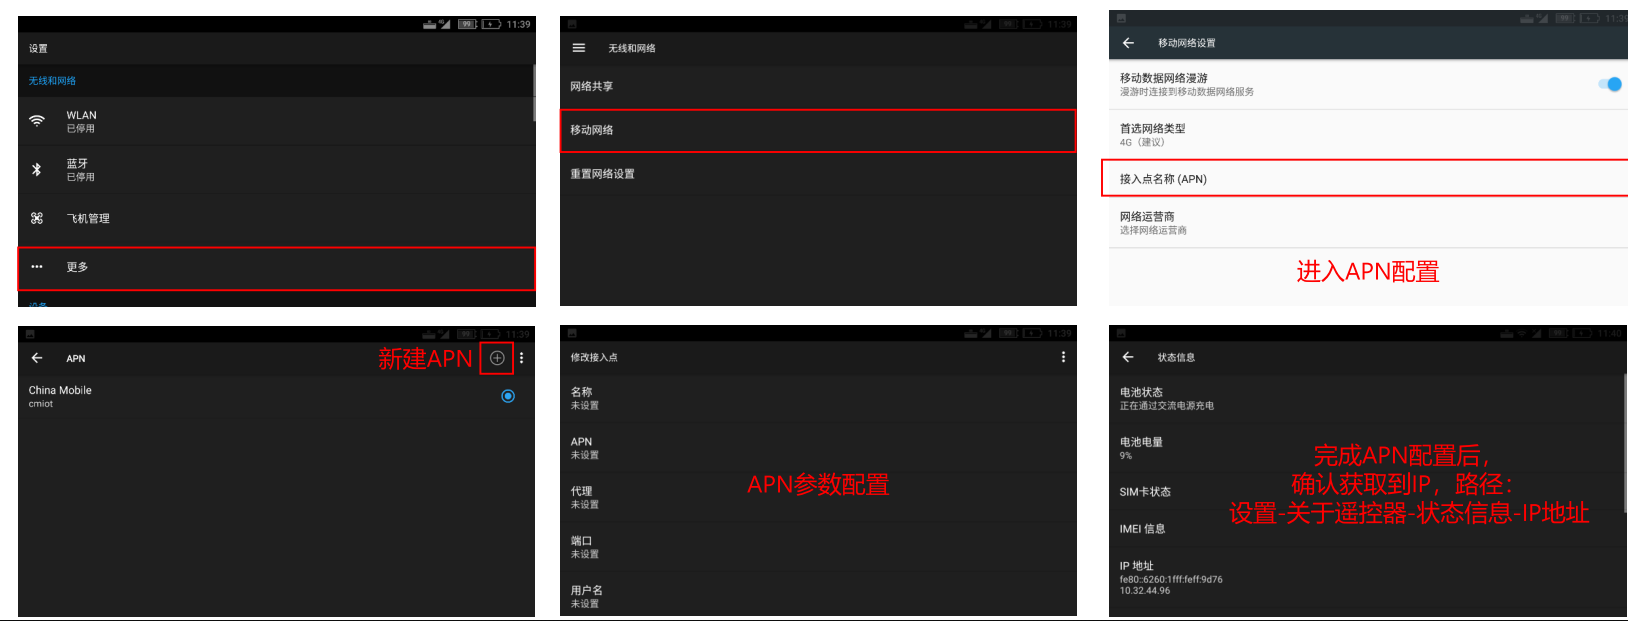 11:39
设置
无线和网络
WLAN
已停用
蓝牙
已停用
飞机管理
更多
11:39
无线和网络
网络共享
移动网络
重置网络设置
11:39
移动网络设置
移动数据网络漫游
漫游时连接到移动数据网络服务
首选网络类型
4G（建议）
接入点名称 (APN)
网络运营商
选择网络运营商
进入APN配置
11:39
APN
新建APN
China Mobile
cmiot
11:39
修改接入点
名称
未设置
APN
未设置
代理
未设置
端口
未设置
用户名
未设置
APN参数配置
11:40
状态信息
电池状态
正在通过交流电源充电
电池电量
9%
SIM卡状态
IMEI 信息
IP 地址
fe80::6260:1fff:feff:9d76
10.32.44.96
完成APN配置后，
确认获取到IP，路径：
设置-关于遥控器-状态信息-IP地址